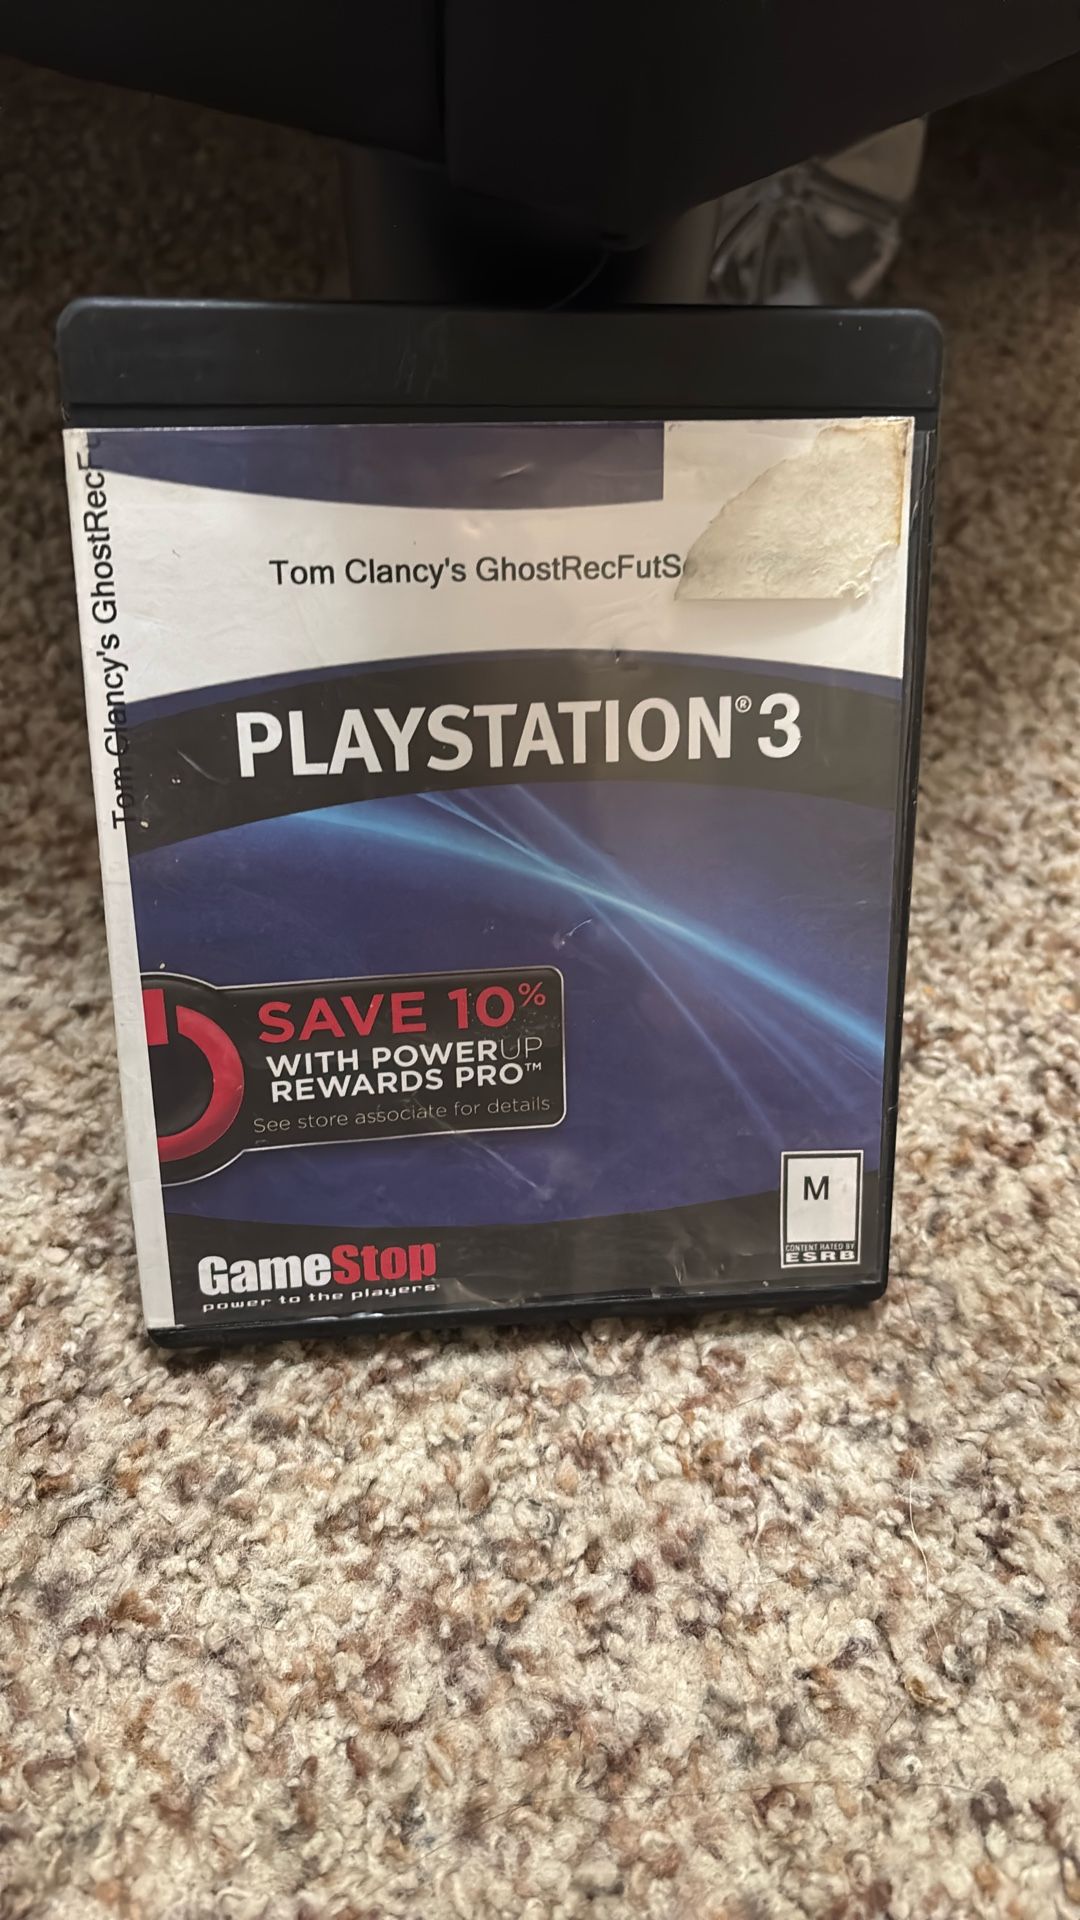 Tom Clancy's GhostRecF
Tom Clancy's GhostRecFutS
PLAYSTATION® 3
SAVE 10%
WITH POWERUP
REWARDS PRO™
See store associate for details
M
CONTENT RATED BY
ESRB
GameStop
power to the players